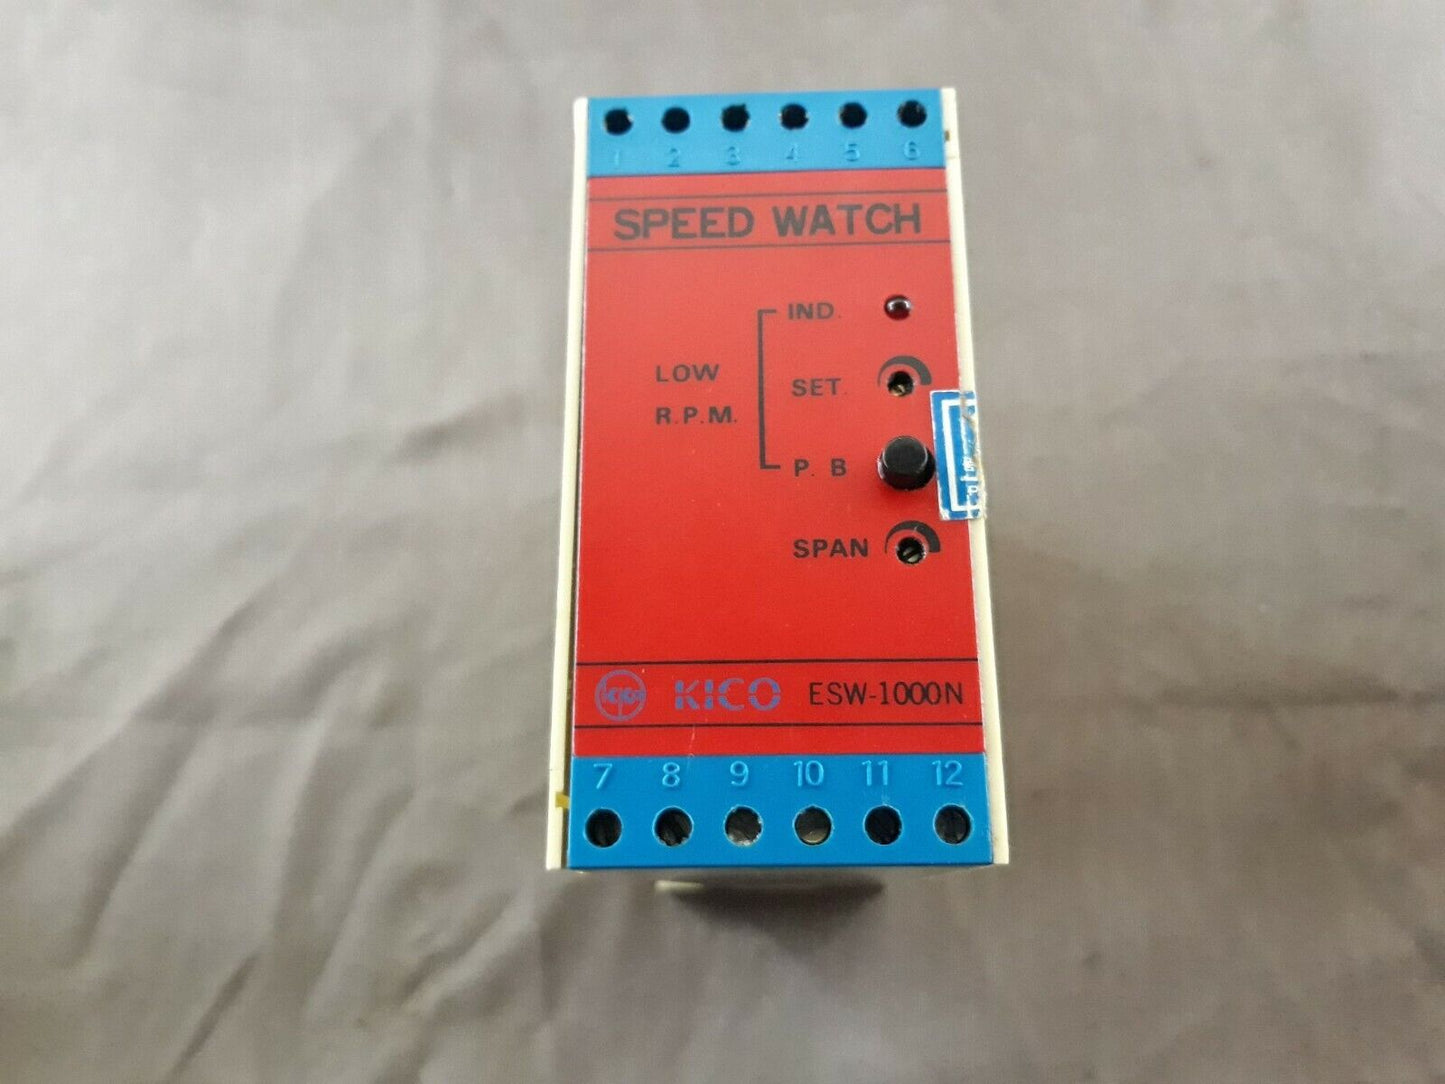 1 2 3 4 5 6
SPEED WATCH
IND.
LOW
SET.
R.P.M.
P. B
SPAN
KICO ESW-1000N
7 8 9 10 11 12